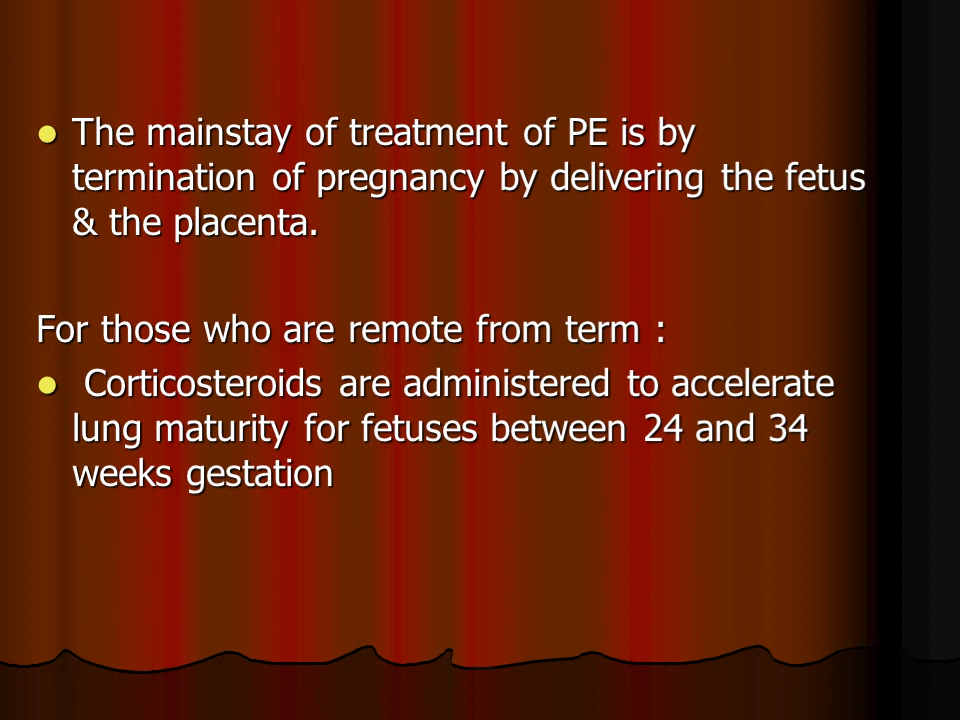 The mainstay of treatment of PE is by
termination of pregnancy by delivering the fetus
& the placenta.
For those who are remote from term :
Corticosteroids are administered to accelerate
lung maturity for fetuses between 24 and 34
weeks gestation